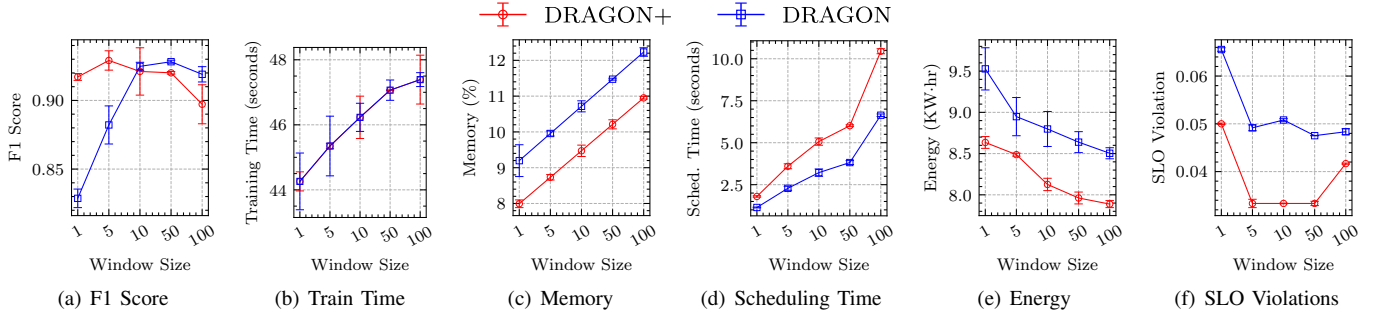 DRAGON+ DRAGON
F1 Score
0.90
0.85
1 5 10 50 100
Window Size
(a) F1 Score
Training Time (seconds)
48
46
44
1 5 10 50 100
Window Size
(b) Train Time
Memory (%)
12
11
10
9
8
1 5 10 50 100
Window Size
(c) Memory
Sched. Time (seconds)
10.0
7.5
5.0
2.5
1 5 10 50 100
Window Size
(d) Scheduling Time
Energy (KW·hr)
9.5
9.0
8.5
8.0
1 5 10 50 100
Window Size
(e) Energy
SLO Violation
0.06
0.05
0.04
1 5 10 50 100
Window Size
(f) SLO Violations